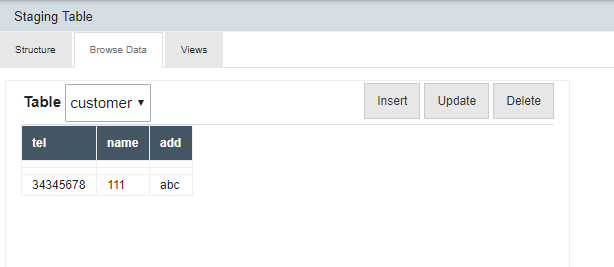 Staging Table
Structure Browse Data Views
Table customer Insert Update Delete
tel name add
34345678 111 abc